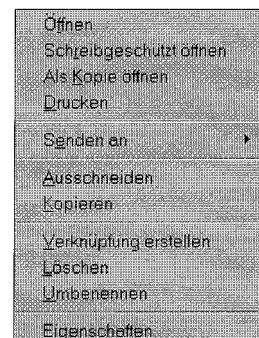 Öffnen
Schreibgeschützt öffnen
Als Kopie öffnen
Drucken
Senden an
Ausschneiden
Kopieren
Verknüpfung erstellen
Löschen
Umbenennen
Eigenschaften